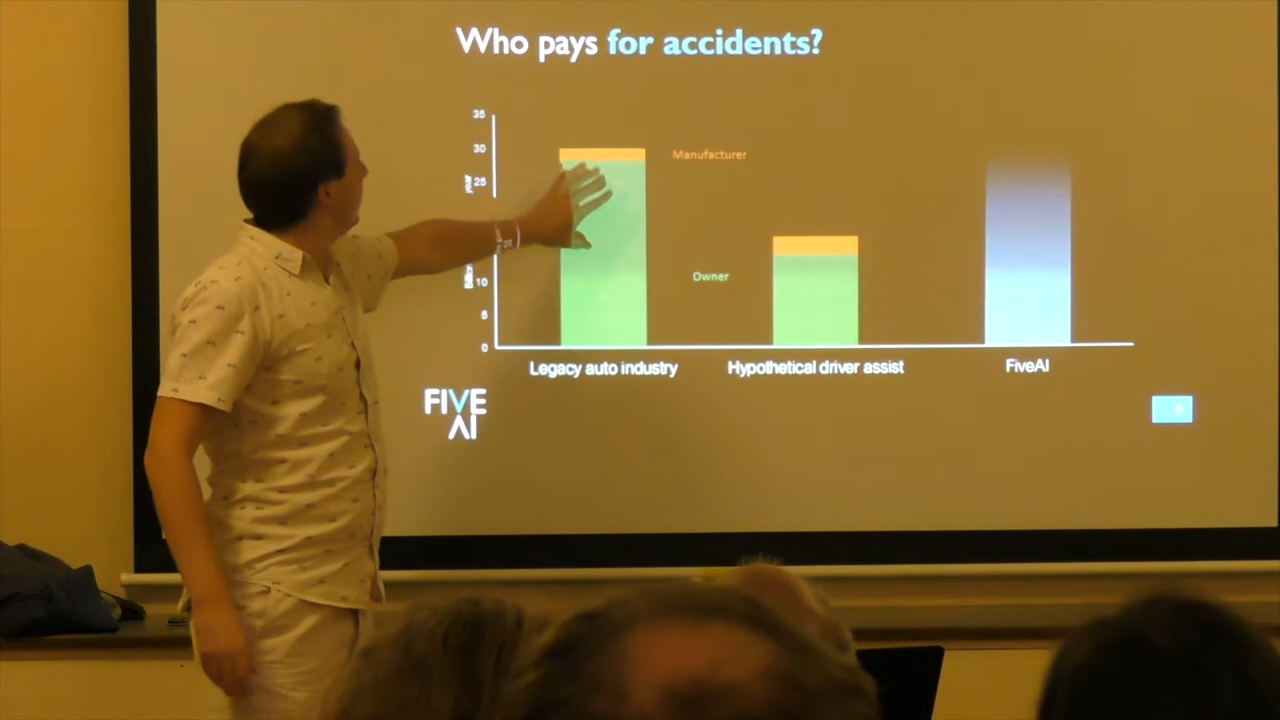 Who pays for accidents?
35
30
year
25
Manufacturer
Owner
10
5
0
Legacy auto industry
Hypothetical driver assist
FiveAI
FIVE
AI